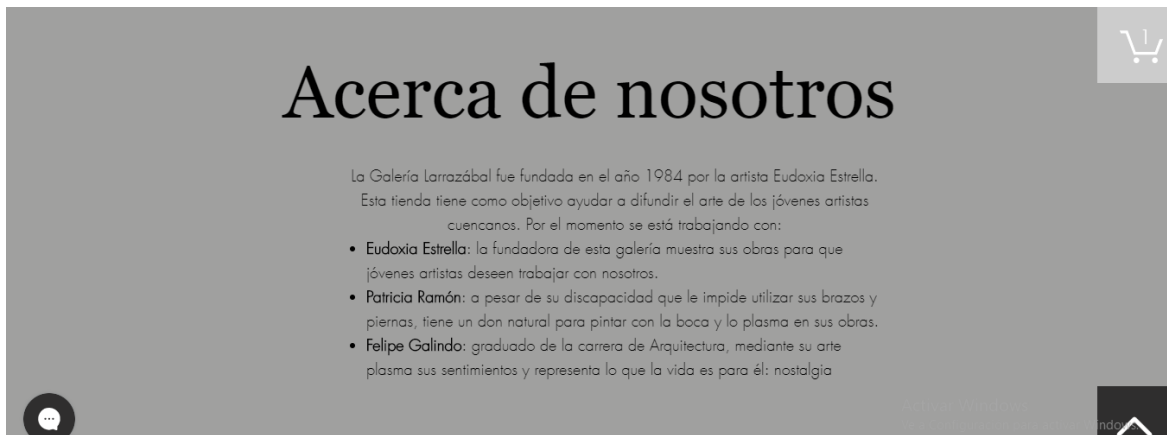 1
Acerca de nosotros
La Galería Larrazábal fue fundada en el año 1984 por la artista Eudoxia Estrella.
Esta tienda tiene como objetivo ayudar a difundir el arte de los jóvenes artistas
cuencanos. Por el momento se está trabajando con:
• Eudoxia Estrella: la fundadora de esta galería muestra sus obras para que
jóvenes artistas deseen trabajar con nosotros.
• Patricia Ramón: a pesar de su discapacidad que le impide utilizar sus brazos y
piernas, tiene un don natural para pintar con la boca y lo plasma en sus obras.
• Felipe Galindo: graduado de la carrera de Arquitectura, mediante su arte
plasma sus sentimientos y representa lo que la vida es para él: nostalgia